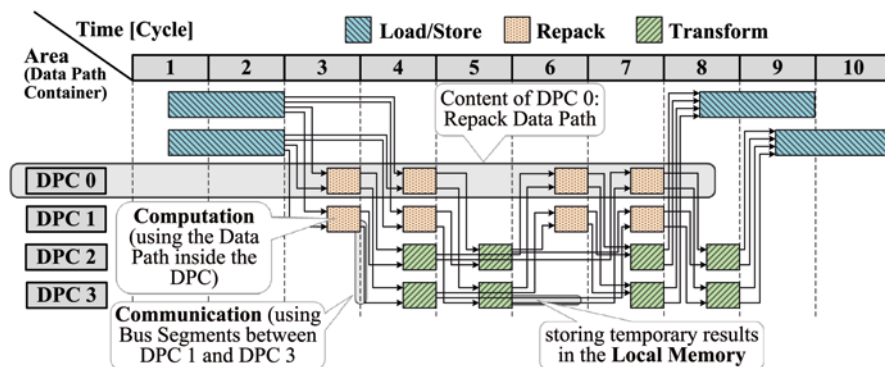 Time [Cycle]
Load/Store
Repack
Transform
Area
(Data Path
Container)
1 2 3 4 5 6 7 8 9 10
Content of DPC 0:
Repack Data Path
DPC 0
DPC 1
Computation
(using the Data
Path inside the
DPC)
DPC 2
DPC 3
Communication (using
Bus Segments between
DPC 1 and DPC 3
storing temporary results
in the Local Memory